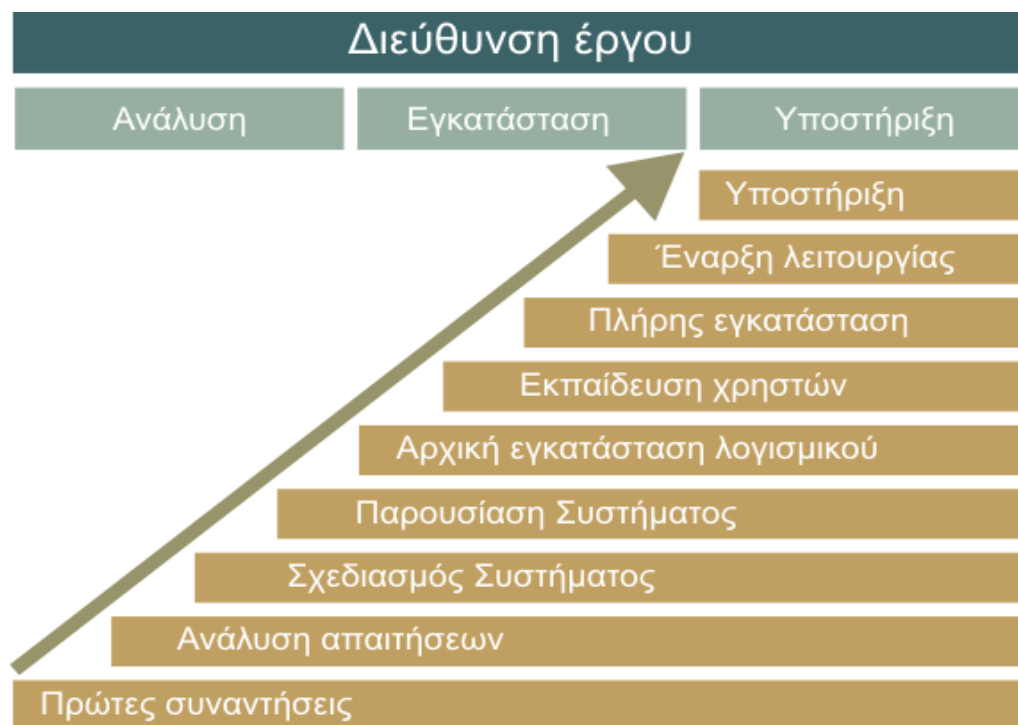 Διεύθυνση έργου
Ανάλυση
Εγκατάσταση
Υποστήριξη
Υποστήριξη
Έναρξη λειτουργίας
Πλήρης εγκατάσταση
Εκπαίδευση χρηστών
Αρχική εγκατάσταση λογισμικού
Παρουσίαση Συστήματος
Σχεδιασμός Συστήματος
Ανάλυση απαιτήσεων
Πρώτες συναντήσεις